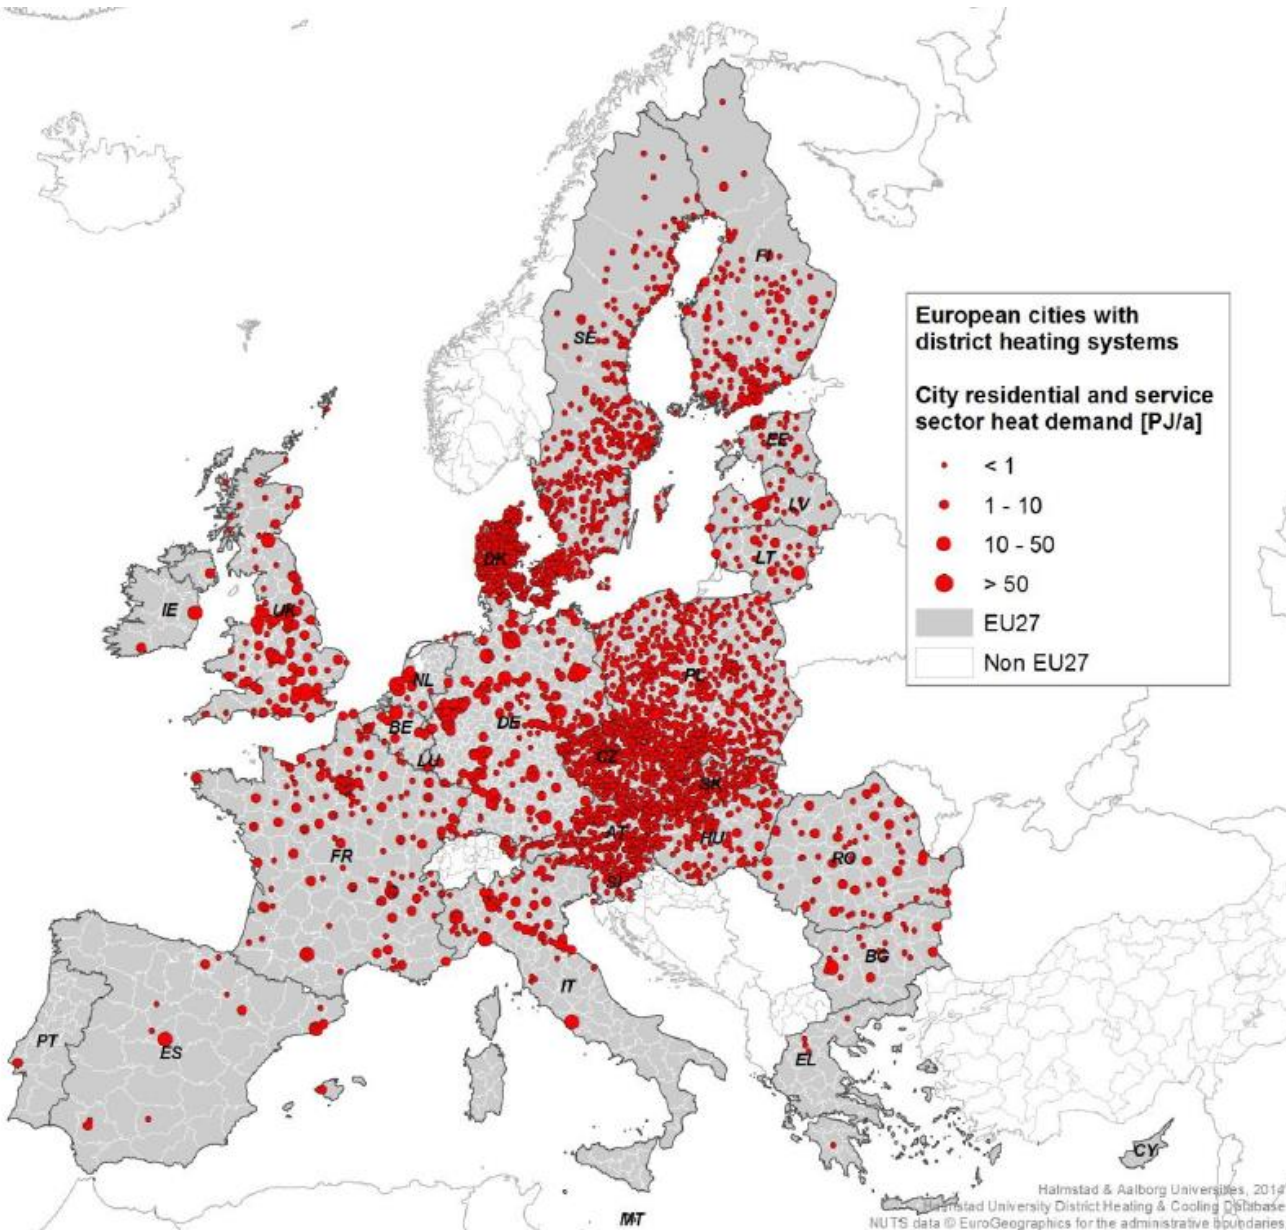 FI
SE
European cities with
district heating systems
City residential and service
sector heat demand [PJ/a]
< 1
1 - 10
10 - 50
> 50
EU27
Non EU27
EE
LV
LT
DK
IE
UK
NL
PL
BE
DE
LU
CZ
SK
AT
HU
FR
RO
SI
BG
IT
PT
ES
EL
CY
MT
Halmstad & Aalborg Universities, 2014
Halmstad University District Heating & Cooling Database
NUTS data © EuroGeographics for the administrative boundaries